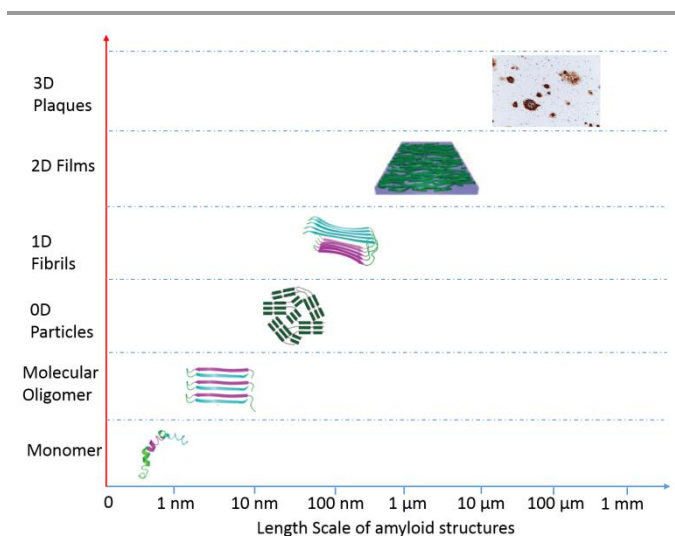 3D
Plaques
2D Films
1D
Fibrils
0D
Particles
Molecular
Oligomer
Monomer
0 1 nm 10 nm 100 nm 1 µm 10 µm 100 µm 1 mm
Length Scale of amyloid structures